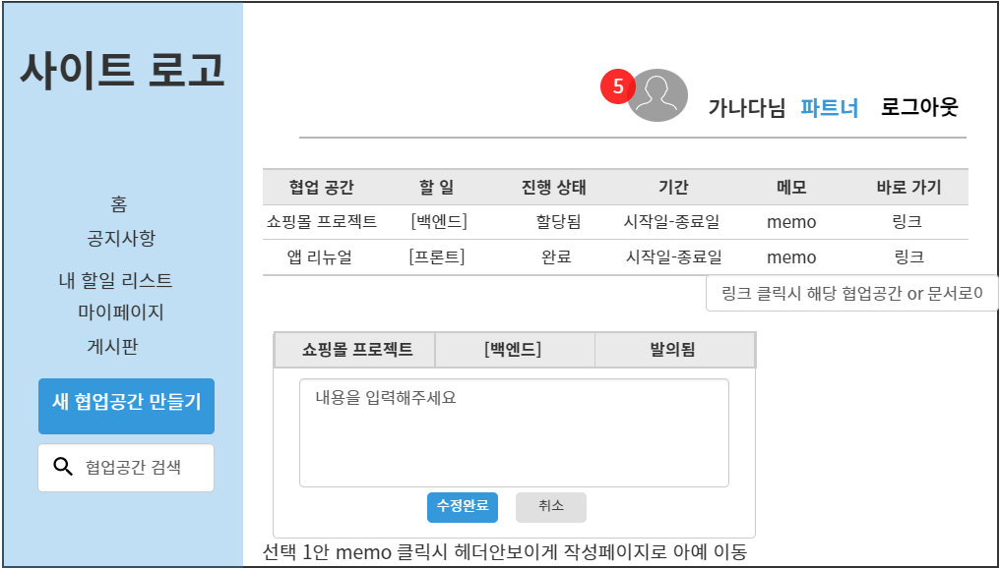 사이트 로고
5
가나다님 파트너 로그아웃
홈
공지사항
내 할일 리스트
마이페이지
게시판
새 협업공간 만들기
협업공간 검색
협업 공간 할 일 진행 상태 기간 메모 바로 가기
쇼핑몰 프로젝트 [백엔드] 할당됨 시작일-종료일 memo 링크
앱 리뉴얼 [프론트] 완료 시작일-종료일 memo 링크
링크 클릭시 해당 협업공간 or 문서로이
쇼핑몰 프로젝트 [백엔드] 발의됨
내용을 입력해주세요
수정완료 취소
선택 1안 memo 클릭시 헤더안보이게 작성페이지로 아예 이동